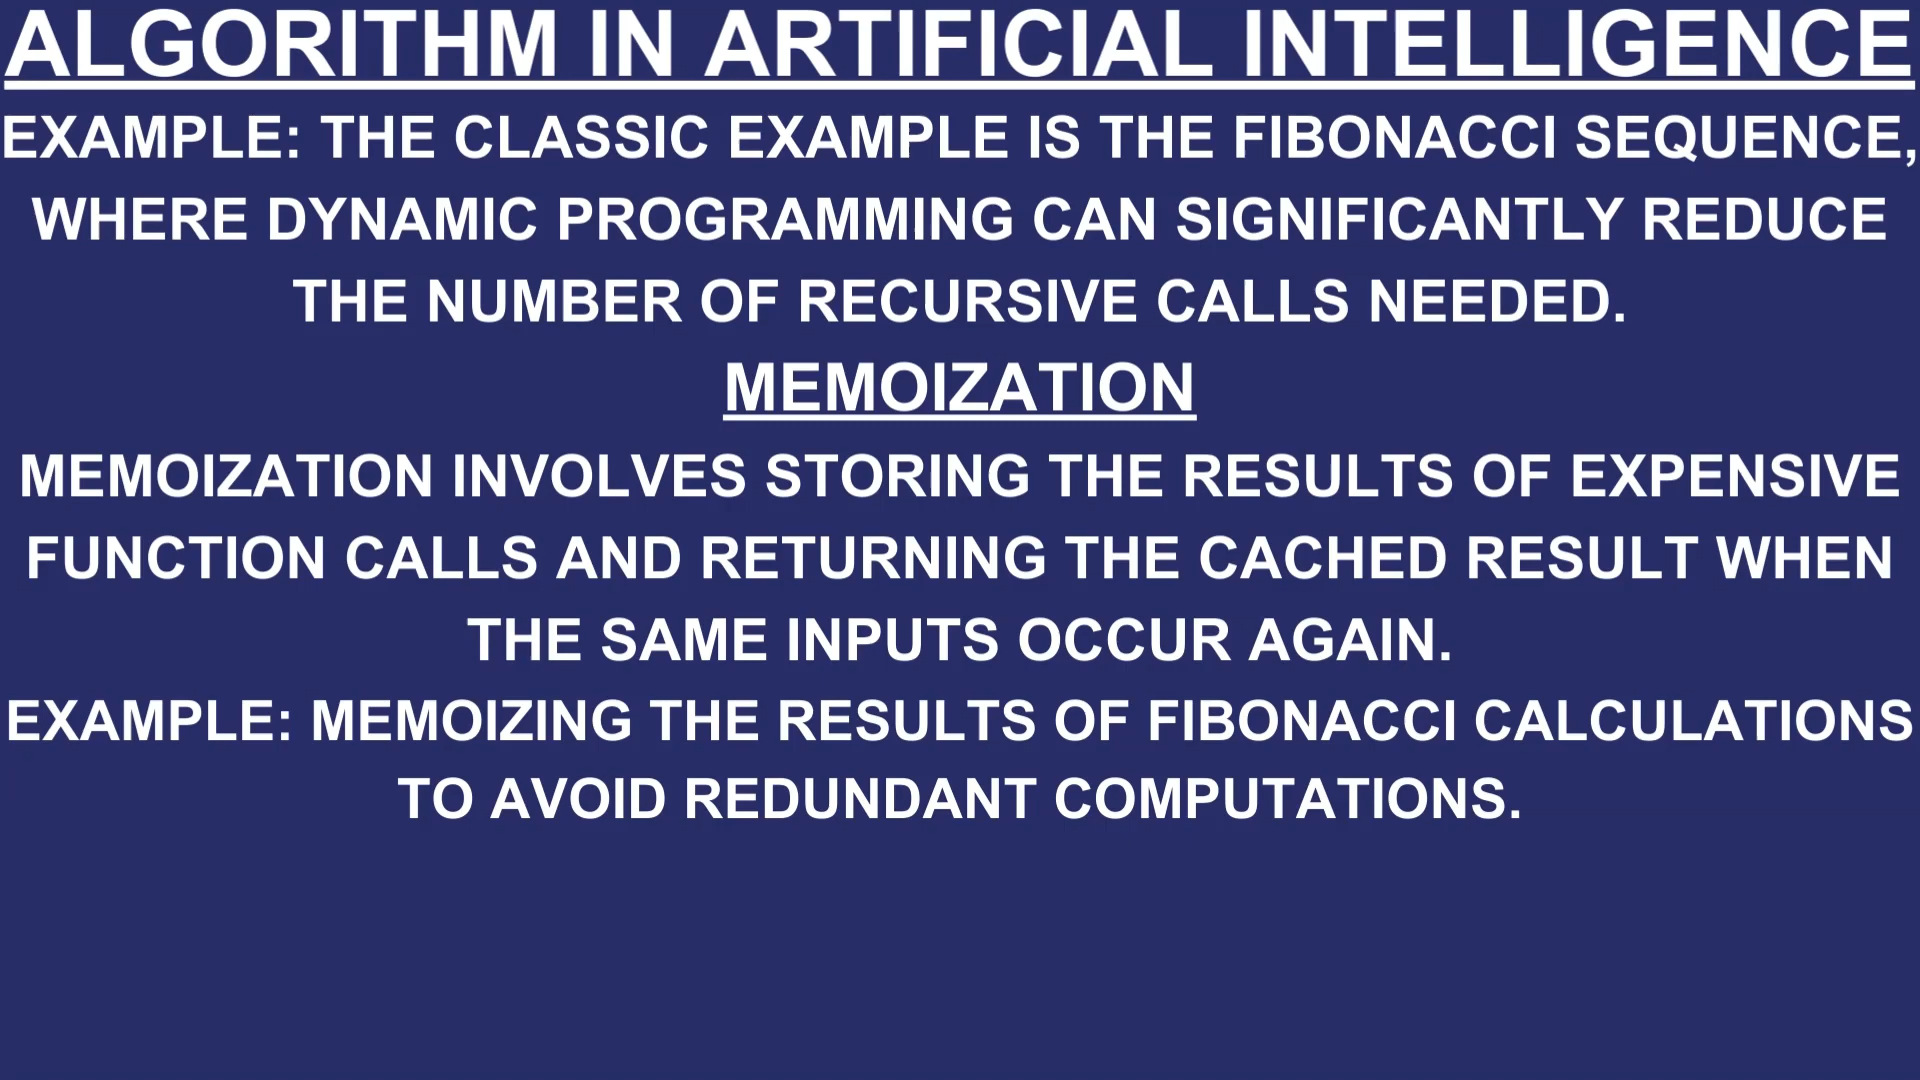 ALGORITHM IN ARTIFICIAL INTELLIGENCE
EXAMPLE: THE CLASSIC EXAMPLE IS THE FIBONACCI SEQUENCE,
WHERE DYNAMIC PROGRAMMING CAN SIGNIFICANTLY REDUCE
THE NUMBER OF RECURSIVE CALLS NEEDED.
MEMOIZATION
MEMOIZATION INVOLVES STORING THE RESULTS OF EXPENSIVE
FUNCTION CALLS AND RETURNING THE CACHED RESULT WHEN
THE SAME INPUTS OCCUR AGAIN.
EXAMPLE: MEMOIZING THE RESULTS OF FIBONACCI CALCULATIONS
TO AVOID REDUNDANT COMPUTATIONS.